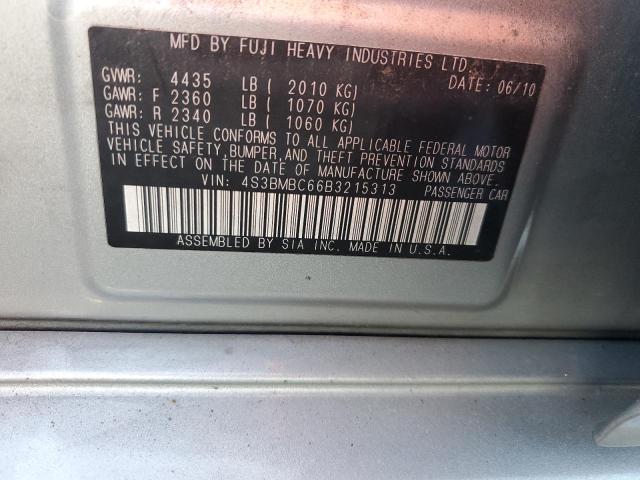 MFD BY FUJI HEAVY INDUSTRIES LTD.
DATE: 06/10
GVWR: 4435 LB ( 2010 KG)
GAWR: F 2360 LB ( 1070 KG)
GAWR: R 2340 LB ( 1060 KG)
THIS VEHICLE CONFORMS TO ALL APPLICABLE FEDERAL MOTOR
VEHICLE SAFETY, BUMPER, AND THEFT PREVENTION STANDARDS
IN EFFECT ON THE DATE OF MANUFACTURE SHOWN ABOVE.
VIN: 4S3BMBC66B3215313 PASSENGER CAR
ASSEMBLED BY SIA INC. MADE IN U.S.A.